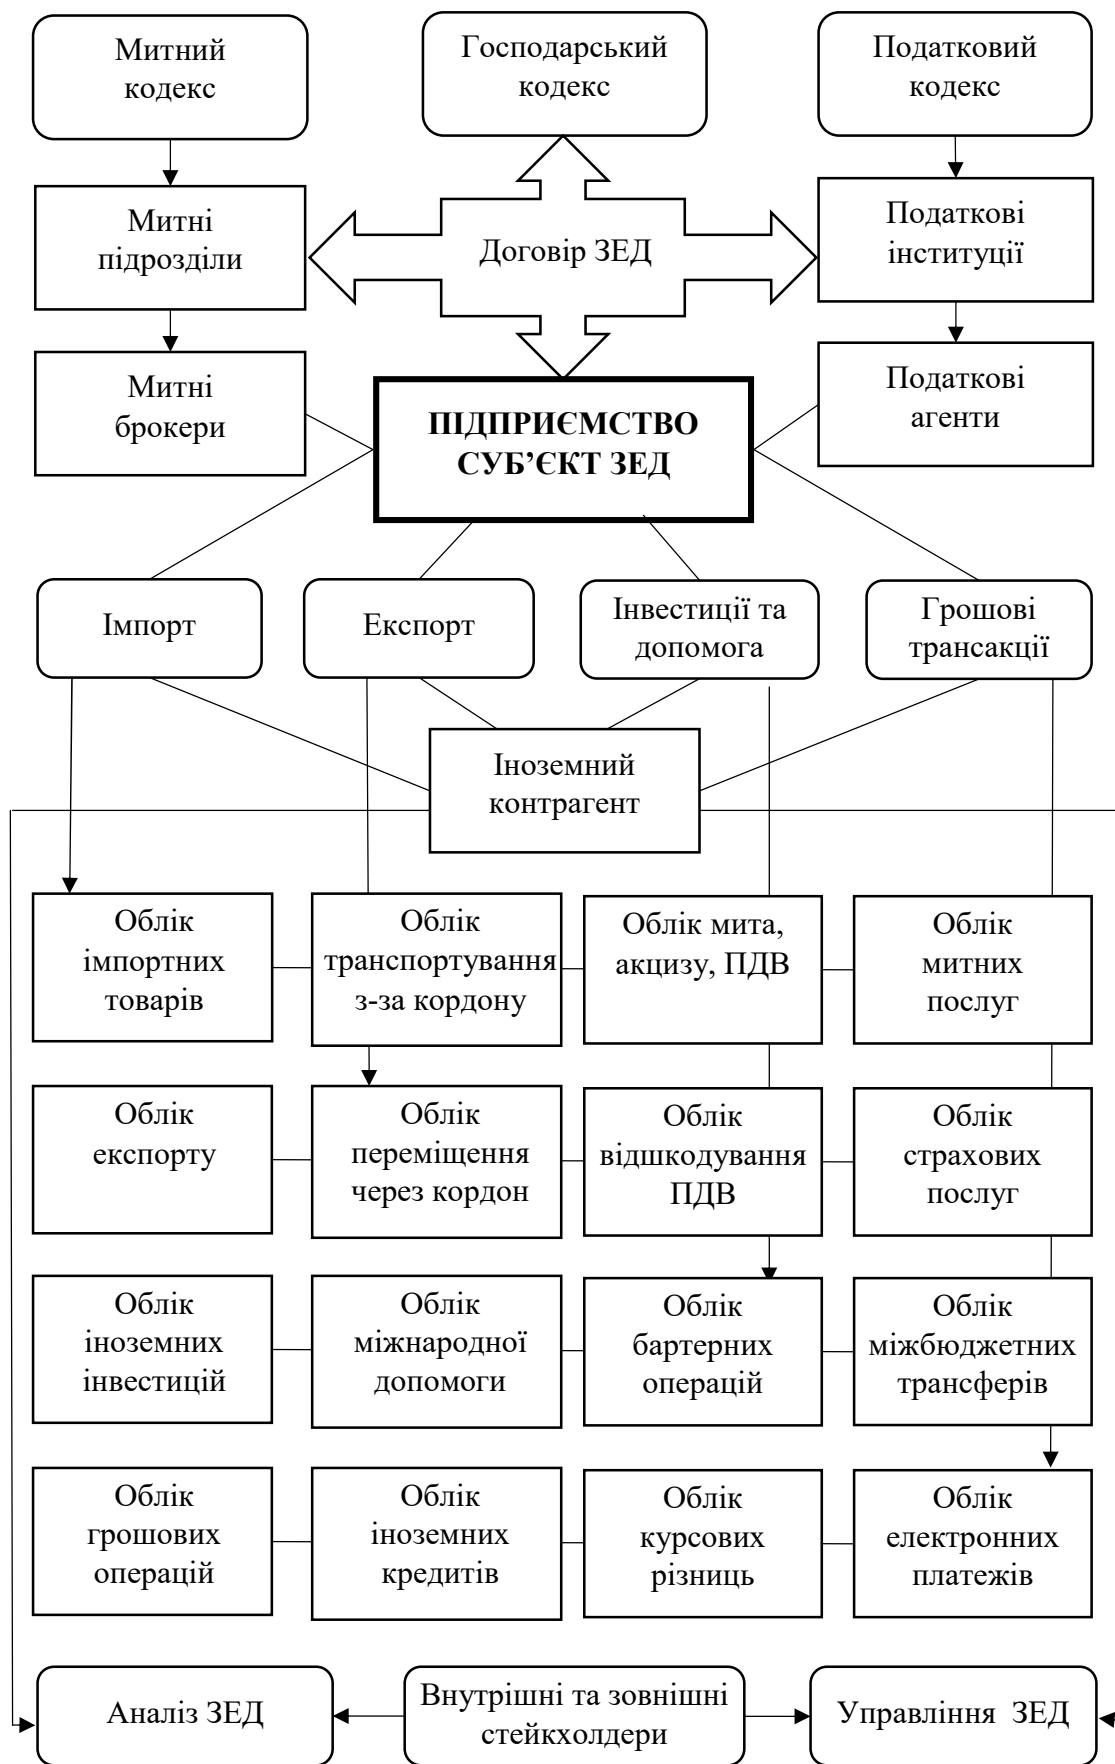 Митний
кодекс
Господарський
кодекс
Податковий
кодекс
Митні
підрозділи
Договір ЗЕД
Податкові
інституції
Митні
брокери
ПІДПРИЄМСТВО
СУБ’ЄКТ ЗЕД
Податкові
агенти
Імпорт
Експорт
Інвестиції та
допомога
Грошові
трансакції
Іноземний
контрагент
Облік
імпортних
товарів
Облік
транспортування
з-за кордону
Облік мита,
акцизу, ПДВ
Облік
митних
послуг
Облік
експорту
Облік
переміщення
через кордон
Облік
відшкодування
ПДВ
Облік
страхових
послуг
Облік
іноземних
інвестицій
Облік
міжнародної
допомоги
Облік
бартерних
операцій
Облік
міжбюджетних
трансферів
Облік
грошових
операцій
Облік
іноземних
кредитів
Облік
курсових
різниць
Облік
електронних
платежів
Аналіз ЗЕД
Внутрішні та зовнішні
стейкхолдери
Управління ЗЕД